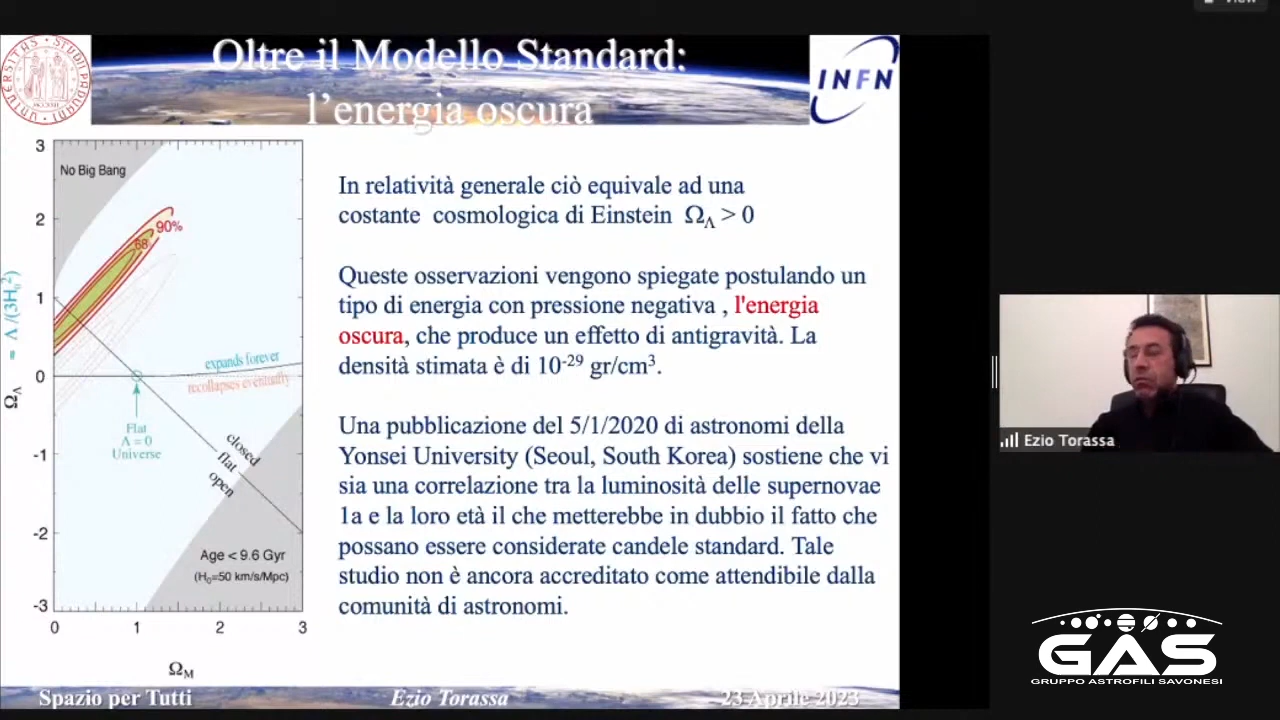 View
Oltre il Modello Standard:
l'energia oscura
INFN
No Big Bang
90%
68
Ω_Λ = Λ/(3H₀²)
3
2
1
0
-1
-2
-3
expands forever
recollapses eventually
Flat
Λ = 0
Universe
closed
flat
open
Age < 9.6 Gyr
(H₀=50 km/s/Mpc)
0 1 2 3
Ω_M
In relatività generale ciò equivale ad una
costante cosmologica di Einstein Ω_Λ > 0
Queste osservazioni vengono spiegate postulando un
tipo di energia con pressione negativa , l'energia
oscura, che produce un effetto di antigravità. La
densità stimata è di 10⁻²⁹ gr/cm³.
Una pubblicazione del 5/1/2020 di astronomi della
Yonsei University (Seoul, South Korea) sostiene che vi
sia una correlazione tra la luminosità delle supernovae
1a e la loro età il che metterebbe in dubbio il fatto che
possano essere considerate candele standard. Tale
studio non è ancora accreditato come attendibile dalla
comunità di astronomi.
Spazio per Tutti Ezio Torassa 23 Aprile 2023
Ezio Torassa
GAS
GRUPPO ASTROFILI SAVONESI